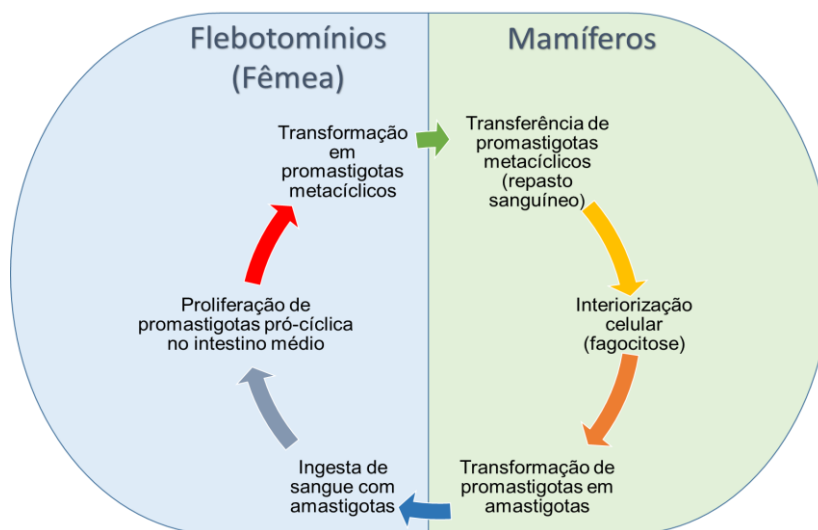 Flebotomínios
(Fêmea)
Mamíferos
Transformação
em
promastigotas
metacíclicos
Transferência de
promastigotas
metacíclicos
(repasto
sanguíneo)
Interiorização
celular
(fagocitose)
Transformação de
promastigotas em
amastigotas
Ingesta de
sangue com
amastigotas
Proliferação de
promastigotas pró-cíclica
no intestino médio